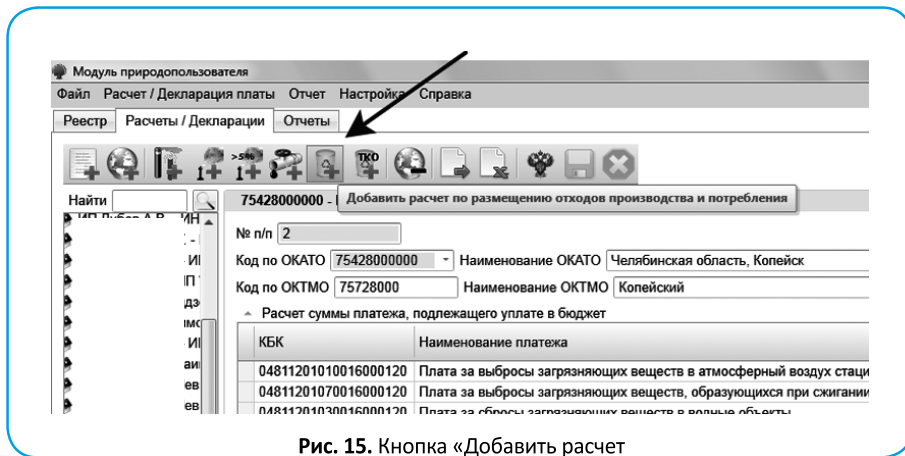 Модуль природопользователя
Файл Расчет / Декларация платы Отчет Настройка Справка
Реестр Расчеты / Декларации Отчеты
1+ >5% 1+ ТКО
Найти
75428000000 -
Добавить расчет по размещению отходов производства и потребления
№ п/п 2
Код по ОКАТО 75428000000 Наименование ОКАТО Челябинская область, Копейск
Код по ОКТМО 75728000 Наименование ОКТМО Копейский
Расчет суммы платежа, подлежащего уплате в бюджет
КБК Наименование платежа
04811201010016000120 Плата за выбросы загрязняющих веществ в атмосферный воздух стаци
04811201070016000120 Плата за выбросы загрязняющих веществ, образующихся при сжигании
04811201030016000120 Плата за сбросы загрязняющих веществ в водные объекты
Рис. 15. Кнопка «Добавить расчет